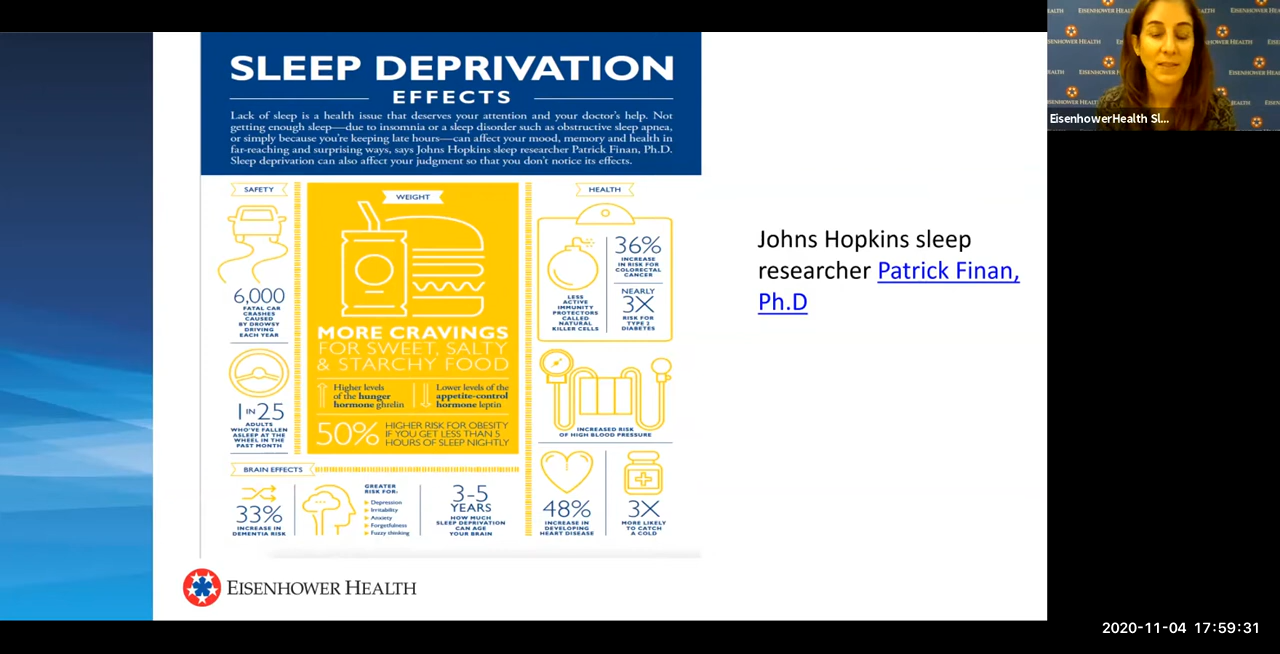 SLEEP DEPRIVATION
EFFECTS
Lack of sleep is a health issue that deserves your attention and your doctor's help. Not
getting enough sleep—due to insomnia or a sleep disorder such as obstructive sleep apnea,
or simply because you're keeping late hours—can affect your mood, memory and health in
far-reaching and surprising ways, says Johns Hopkins sleep researcher Patrick Finan, Ph.D.
Sleep deprivation can also affect your judgment so that you don't notice its effects.
SAFETY
6,000
FATAL CAR
CRASHES
CAUSED
BY DROWSY
DRIVING
EACH YEAR
1 IN 25
ADULTS
WHO'VE FALLEN
ASLEEP AT THE
WHEEL IN THE
PAST MONTH
WEIGHT
MORE CRAVINGS
FOR SWEET, SALTY
& STARCHY FOOD
Higher levels
of the hunger
hormone ghrelin
Lower levels of the
appetite-control
hormone leptin
50%
HIGHER RISK FOR OBESITY
IF YOU GET LESS THAN 5
HOURS OF SLEEP NIGHTLY
HEALTH
LESS
ACTIVE
IMMUNITY
PROTECTORS
CALLED
NATURAL
KILLER CELLS
36%
INCREASE
IN RISK FOR
COLORECTAL
CANCER
NEARLY
3X
RISK FOR
TYPE 2
DIABETES
INCREASED RISK
OF HIGH BLOOD PRESSURE
48%
INCREASE IN
DEVELOPING
HEART DISEASE
3X
MORE LIKELY
TO CATCH
A COLD
BRAIN EFFECTS
33%
INCREASE IN
DEMENTIA RISK
GREATER
RISK FOR:
Depression
Irritability
Anxiety
Forgetfulness
Fuzzy thinking
3-5
YEARS
HOW MUCH
SLEEP DEPRIVATION
CAN AGE
YOUR BRAIN
Johns Hopkins sleep
researcher Patrick Finan,
Ph.D
EISENHOWER HEALTH
HEALTH
EISENHOWER HEALTH
EISENHOWER HEALTH
EISENHOWER HEALTH
EisenhowerHealth Sl...
2020-11-04 17:59:31